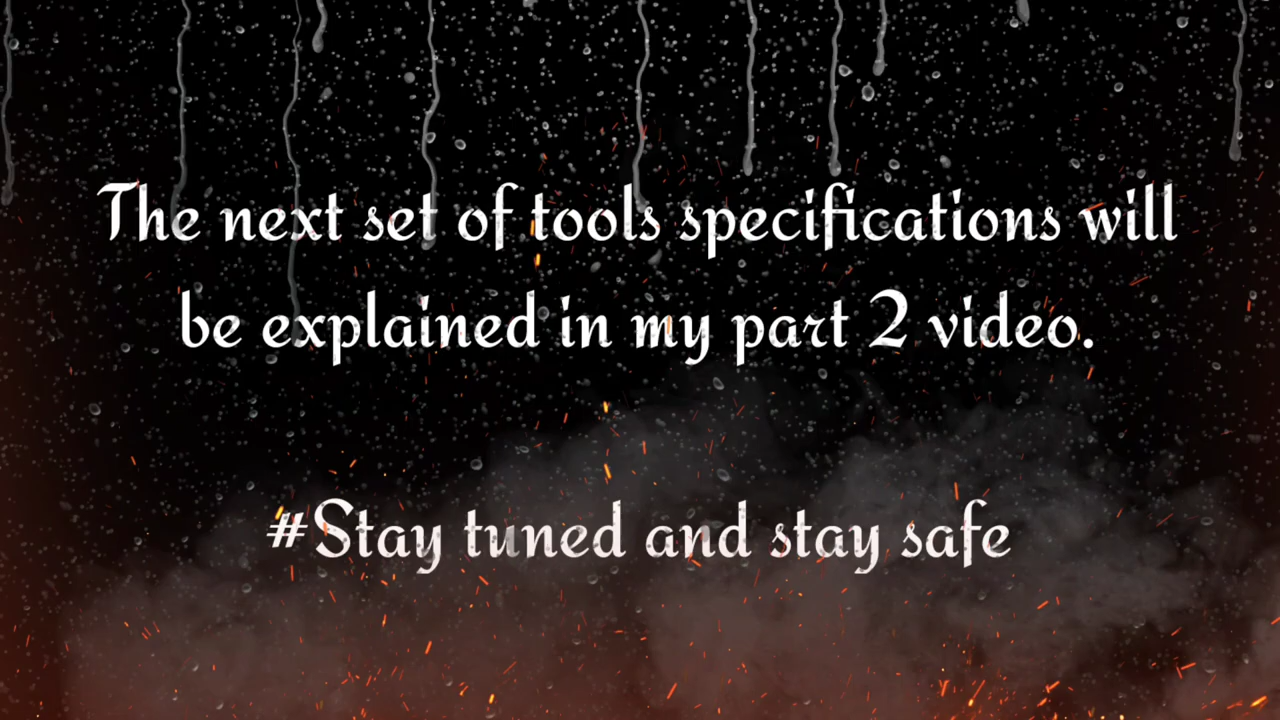 The next set of tools specifications will
be explained in my part 2 video.
#Stay tuned and stay safe